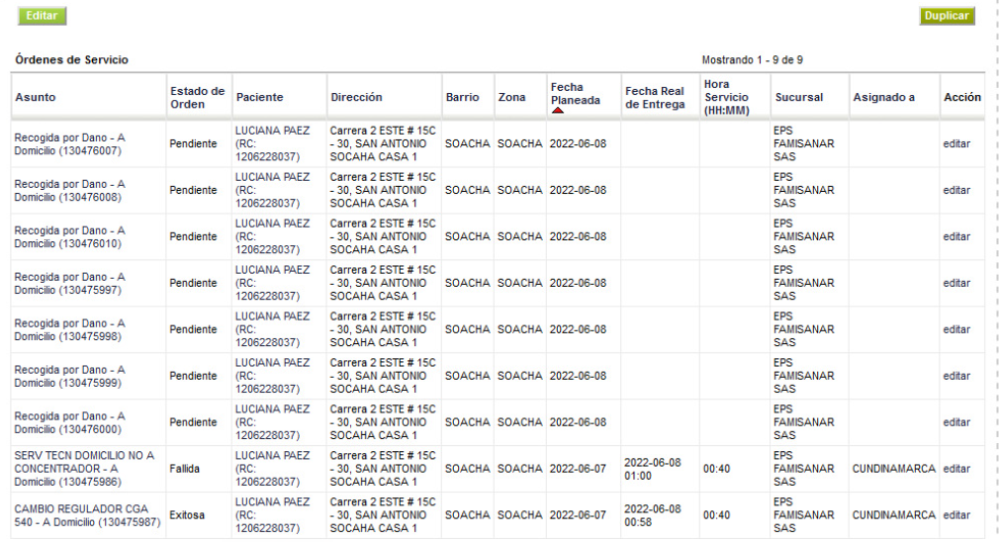 Editar
Duplicar
Órdenes de Servicio
Mostrando 1 - 9 de 9
Asunto Estado de Orden Paciente Dirección Barrio Zona Fecha Planeada Fecha Real de Entrega Hora Servicio (HH:MM) Sucursal Asignado a Acción
Recogida por Dano - A Domicilio (130476007) Pendiente LUCIANA PAEZ (RC: 1206228037) Carrera 2 ESTE # 15C - 30, SAN ANTONIO SOCAHA CASA 1 SOACHA SOACHA 2022-06-08 EPS FAMISANAR SAS editar
Recogida por Dano - A Domicilio (130476008) Pendiente LUCIANA PAEZ (RC: 1206228037) Carrera 2 ESTE # 15C - 30, SAN ANTONIO SOCAHA CASA 1 SOACHA SOACHA 2022-06-08 EPS FAMISANAR SAS editar
Recogida por Dano - A Domicilio (130476010) Pendiente LUCIANA PAEZ (RC: 1206228037) Carrera 2 ESTE # 15C - 30, SAN ANTONIO SOCAHA CASA 1 SOACHA SOACHA 2022-06-08 EPS FAMISANAR SAS editar
Recogida por Dano - A Domicilio (130475997) Pendiente LUCIANA PAEZ (RC: 1206228037) Carrera 2 ESTE # 15C - 30, SAN ANTONIO SOCAHA CASA 1 SOACHA SOACHA 2022-06-08 EPS FAMISANAR SAS editar
Recogida por Dano - A Domicilio (130475998) Pendiente LUCIANA PAEZ (RC: 1206228037) Carrera 2 ESTE # 15C - 30, SAN ANTONIO SOCAHA CASA 1 SOACHA SOACHA 2022-06-08 EPS FAMISANAR SAS editar
Recogida por Dano - A Domicilio (130475999) Pendiente LUCIANA PAEZ (RC: 1206228037) Carrera 2 ESTE # 15C - 30, SAN ANTONIO SOCAHA CASA 1 SOACHA SOACHA 2022-06-08 EPS FAMISANAR SAS editar
Recogida por Dano - A Domicilio (130476000) Pendiente LUCIANA PAEZ (RC: 1206228037) Carrera 2 ESTE # 15C - 30, SAN ANTONIO SOCAHA CASA 1 SOACHA SOACHA 2022-06-08 EPS FAMISANAR SAS editar
SERV TECN DOMICILIO NO A CONCENTRADOR - A Domicilio (130475986) Fallida LUCIANA PAEZ (RC: 1206228037) Carrera 2 ESTE # 15C - 30, SAN ANTONIO SOCAHA CASA 1 SOACHA SOACHA 2022-06-07 2022-06-08 01:00 00:40 EPS FAMISANAR SAS CUNDINAMARCA editar
CAMBIO REGULADOR CGA 540 - A Domicilio (130475987) Exitosa LUCIANA PAEZ (RC: 1206228037) Carrera 2 ESTE # 15C - 30, SAN ANTONIO SOCAHA CASA 1 SOACHA SOACHA 2022-06-07 2022-06-08 00:58 00:40 EPS FAMISANAR SAS CUNDINAMARCA editar